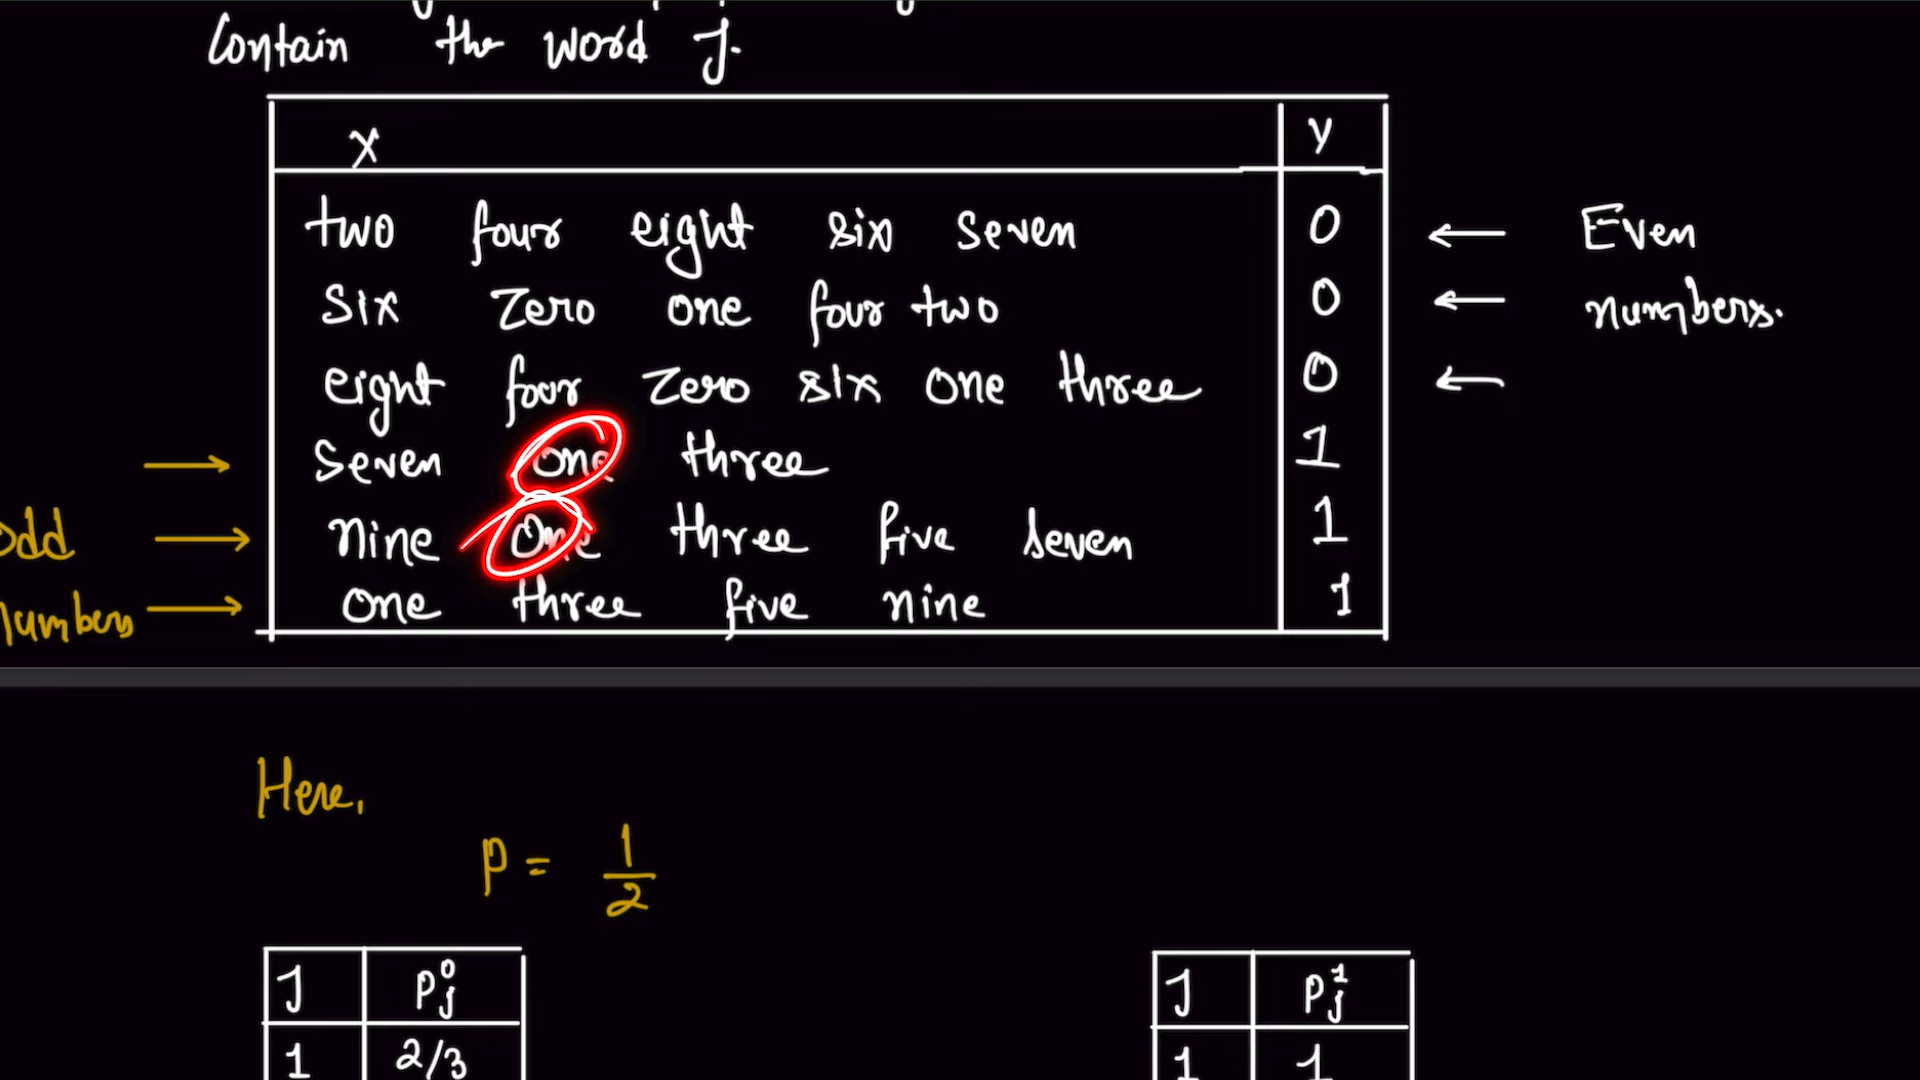 Contain the word J.
X Y
two four eight six seven 0 ← Even
six zero one four two 0 ← numbers.
eight four zero six one three 0 ←
→ seven one three 1
Odd → nine one three five seven 1
numbers → one three five nine 1
Here,
P = 1/2
J P_j^0
1 2/3
J P_j^1
1 1